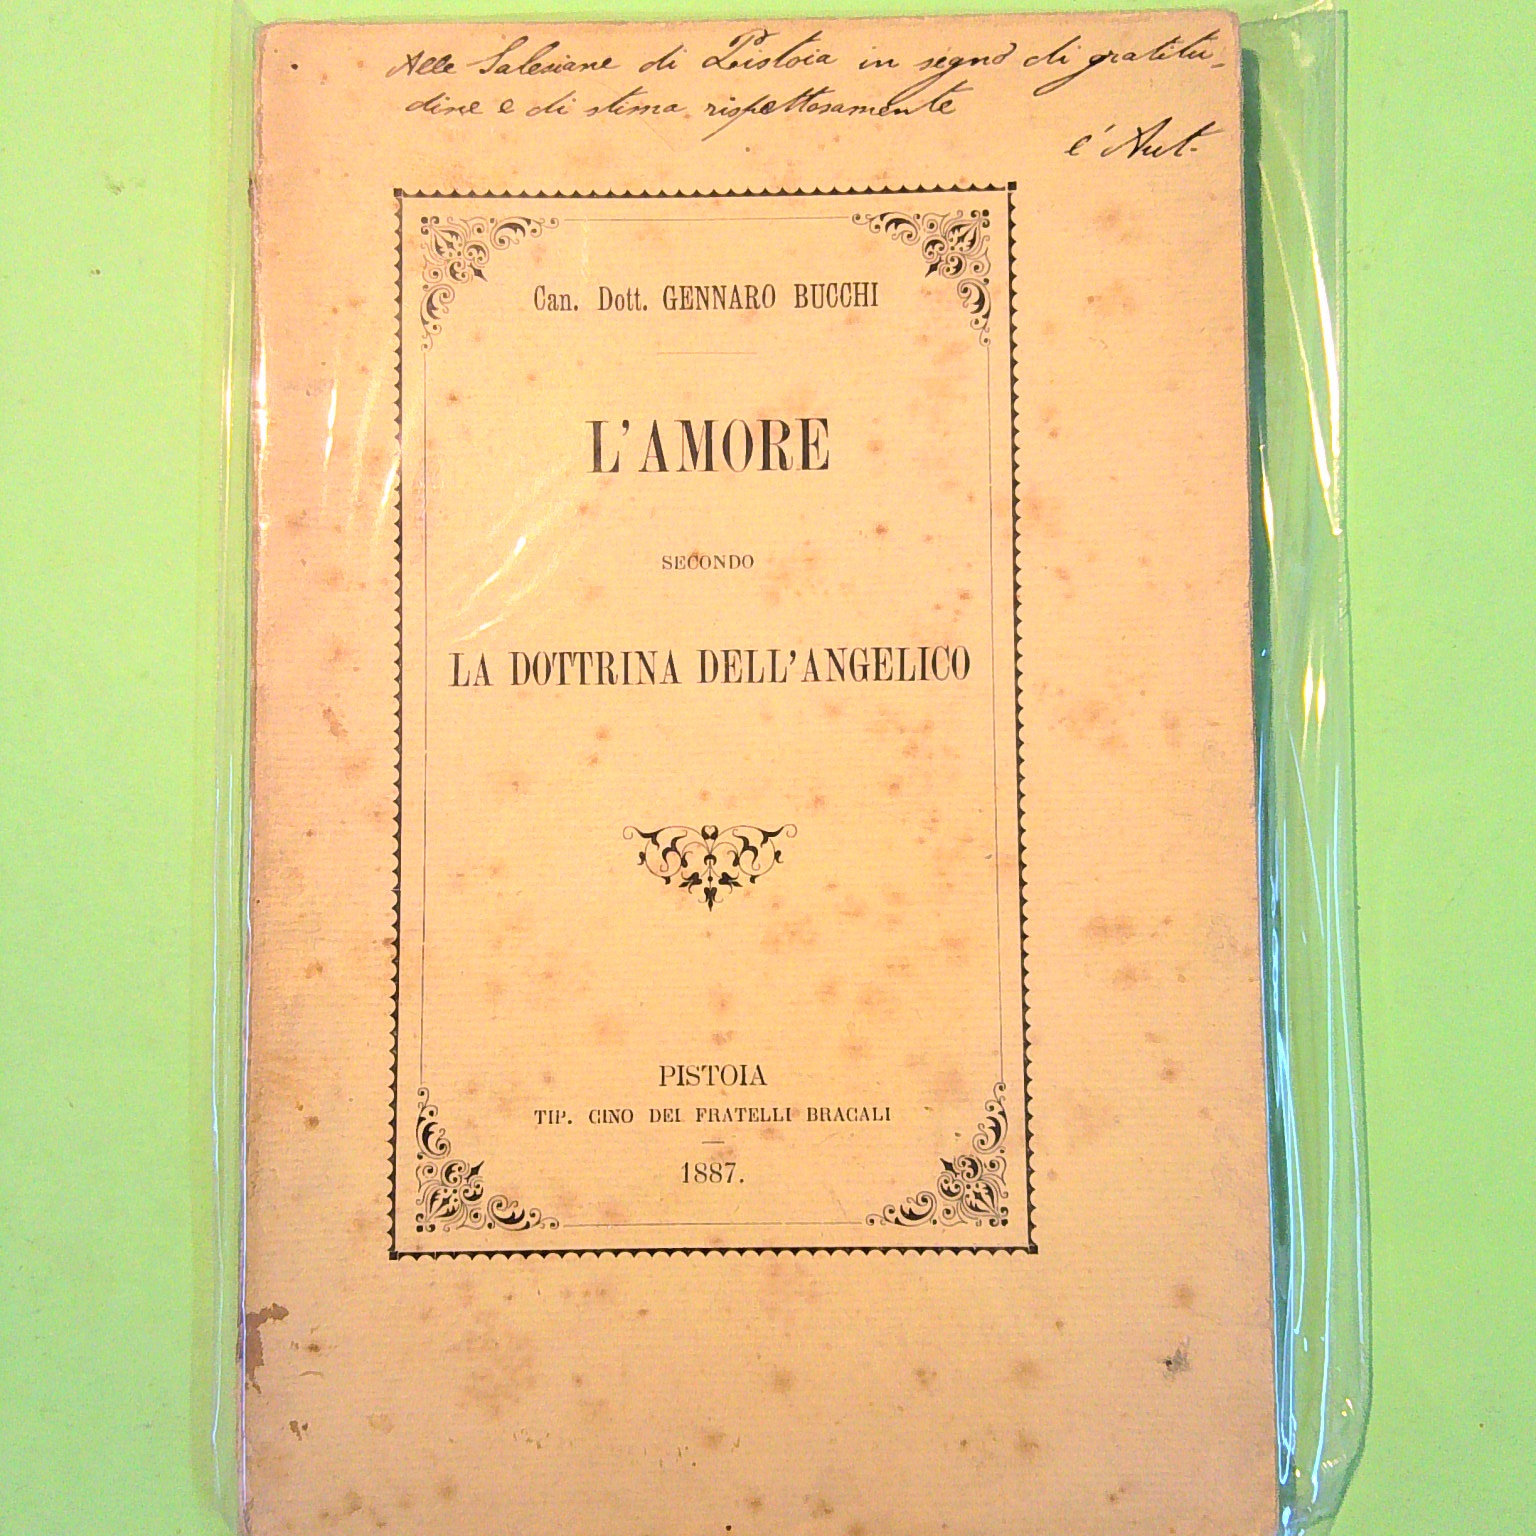 Alle Salesiane di Pistoia in segno di gratitu-
dine e di stima rispettosamente
l'Aut.
Can. Dott. GENNARO BUCCHI
L'AMORE
SECONDO
LA DOTTRINA DELL'ANGELICO
PISTOIA
TIP. CINO DEI FRATELLI BRACALI
1887.